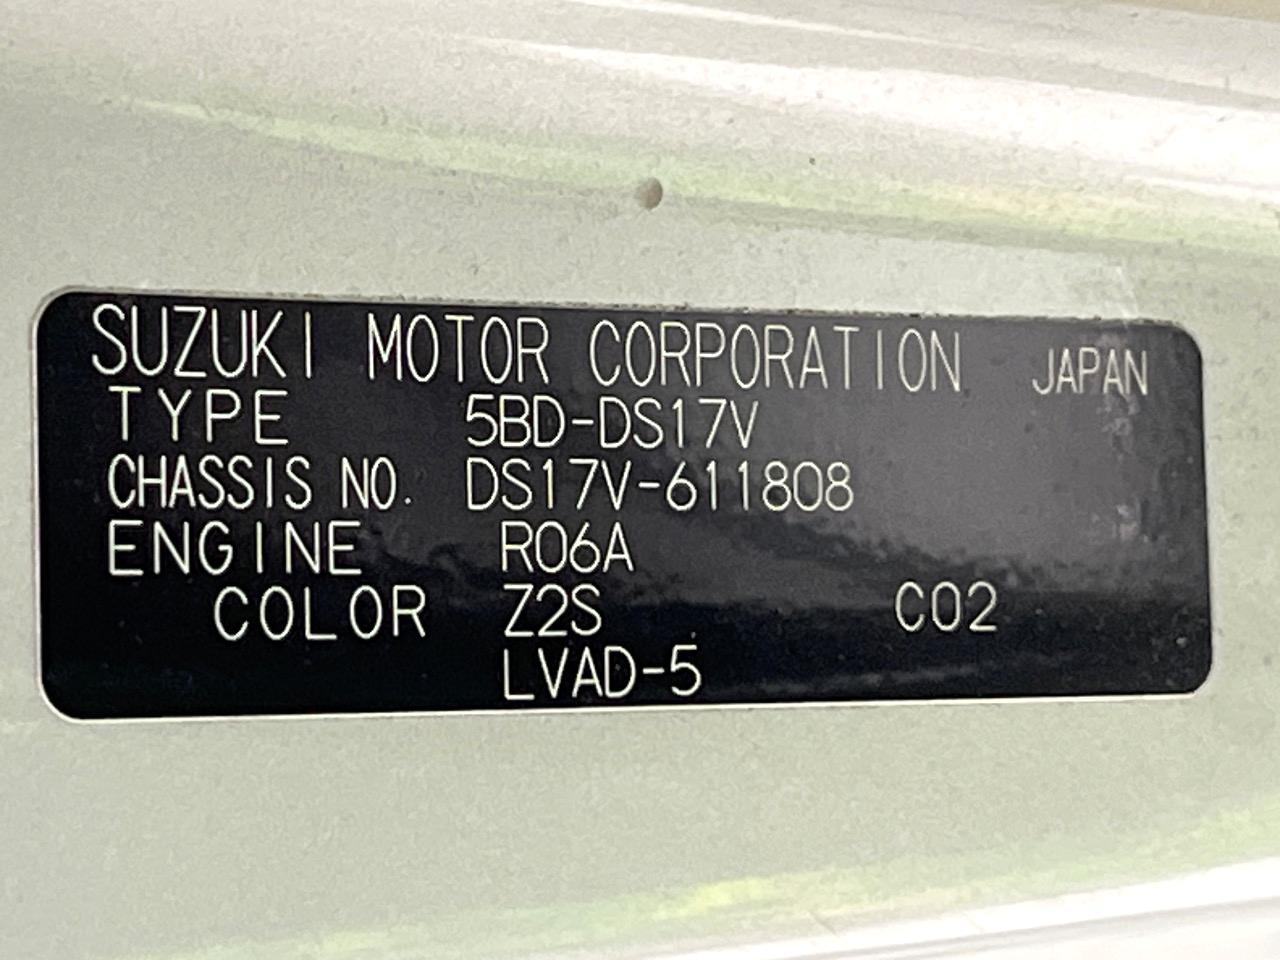 SUZUKI MOTOR CORPORATION JAPAN
TYPE 5BD-DS17V
CHASSIS NO. DS17V-611808
ENGINE R06A
COLOR Z2S C02
LVAD-5